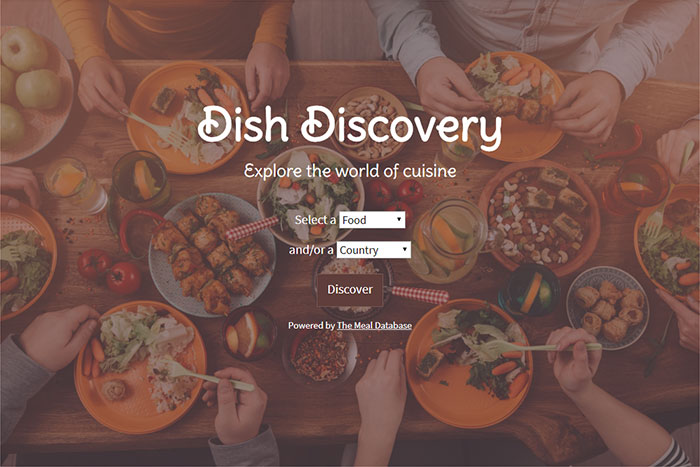 Dish Discovery
Explore the world of cuisine
Select a Food
and/or a Country
Discover
Powered by The Meal Database